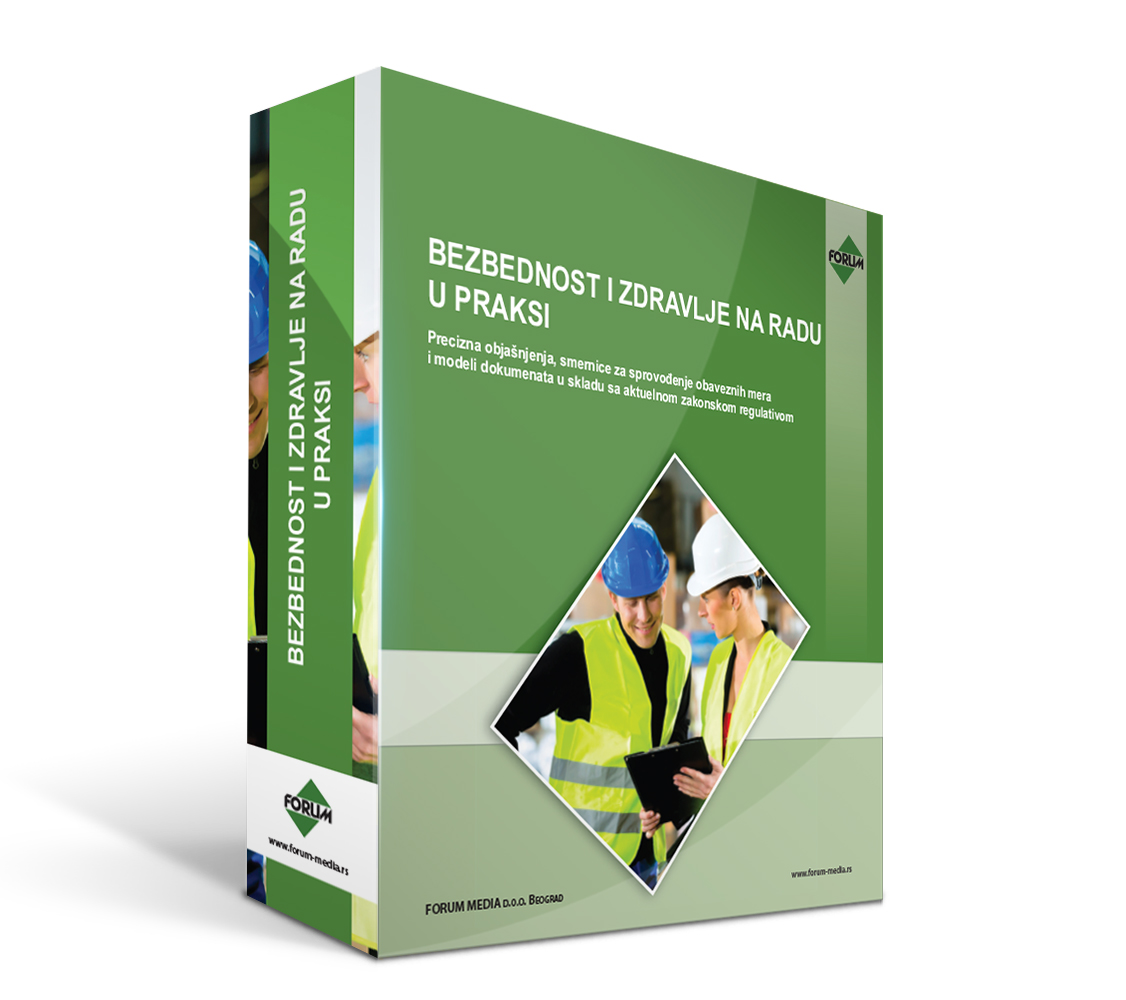 BEZBEDNOST I ZDRAVLJE NA RADU
U PRAKSI
FORUM
www.forum-media.rs
BEZBEDNOST I ZDRAVLJE NA RADU
U PRAKSI
Precizna objašnjenja, smernice za sprovođenje obaveznih mera
i modeli dokumenata u skladu sa aktuelnom zakonskom regulativom
FORUM
FORUM MEDIA D.O.O. BEOGRAD
www.forum-media.rs